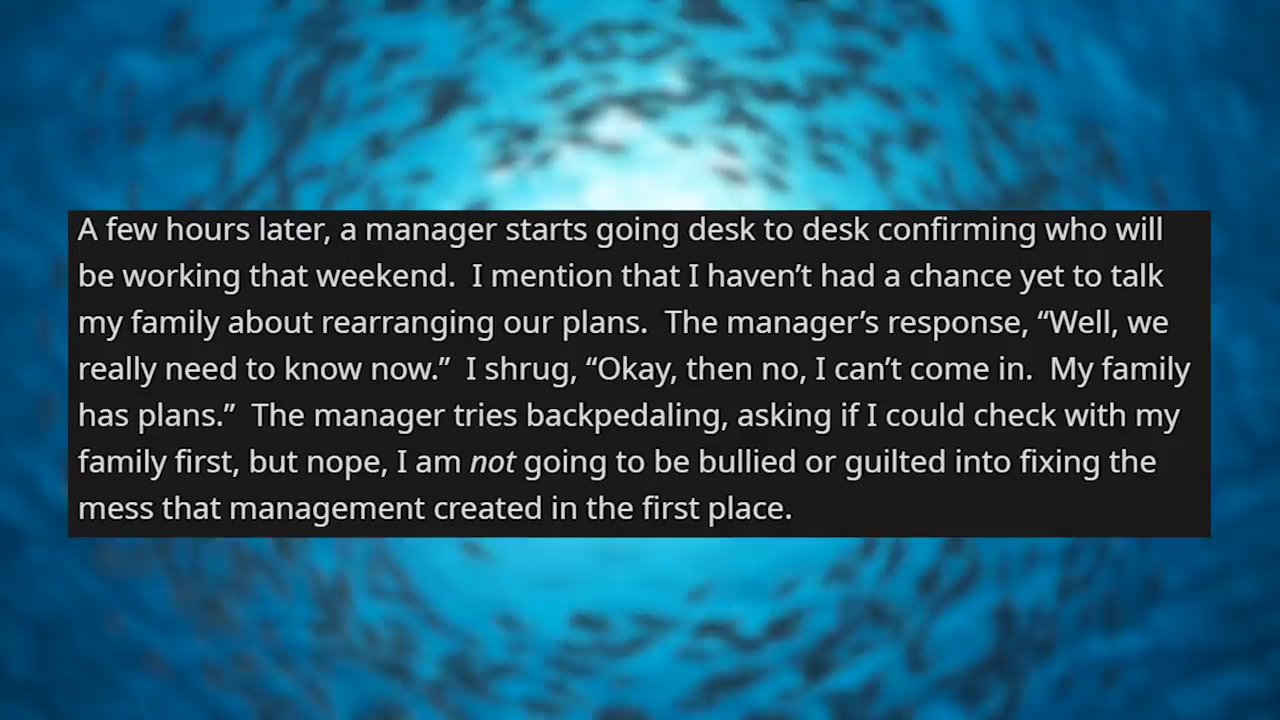 A few hours later, a manager starts going desk to desk confirming who will
be working that weekend.  I mention that I haven’t had a chance yet to talk
my family about rearranging our plans.  The manager’s response, “Well, we
really need to know now.”  I shrug, “Okay, then no, I can’t come in.  My family
has plans.”  The manager tries backpedaling, asking if I could check with my
family first, but nope, I am not going to be bullied or guilted into fixing the
mess that management created in the first place.